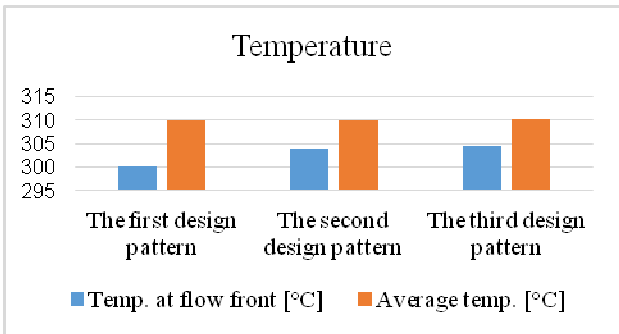 Temperature
315
310
305
300
295
The first design pattern
The second design pattern
The third design pattern
Temp. at flow front [°C]
Average temp. [°C]